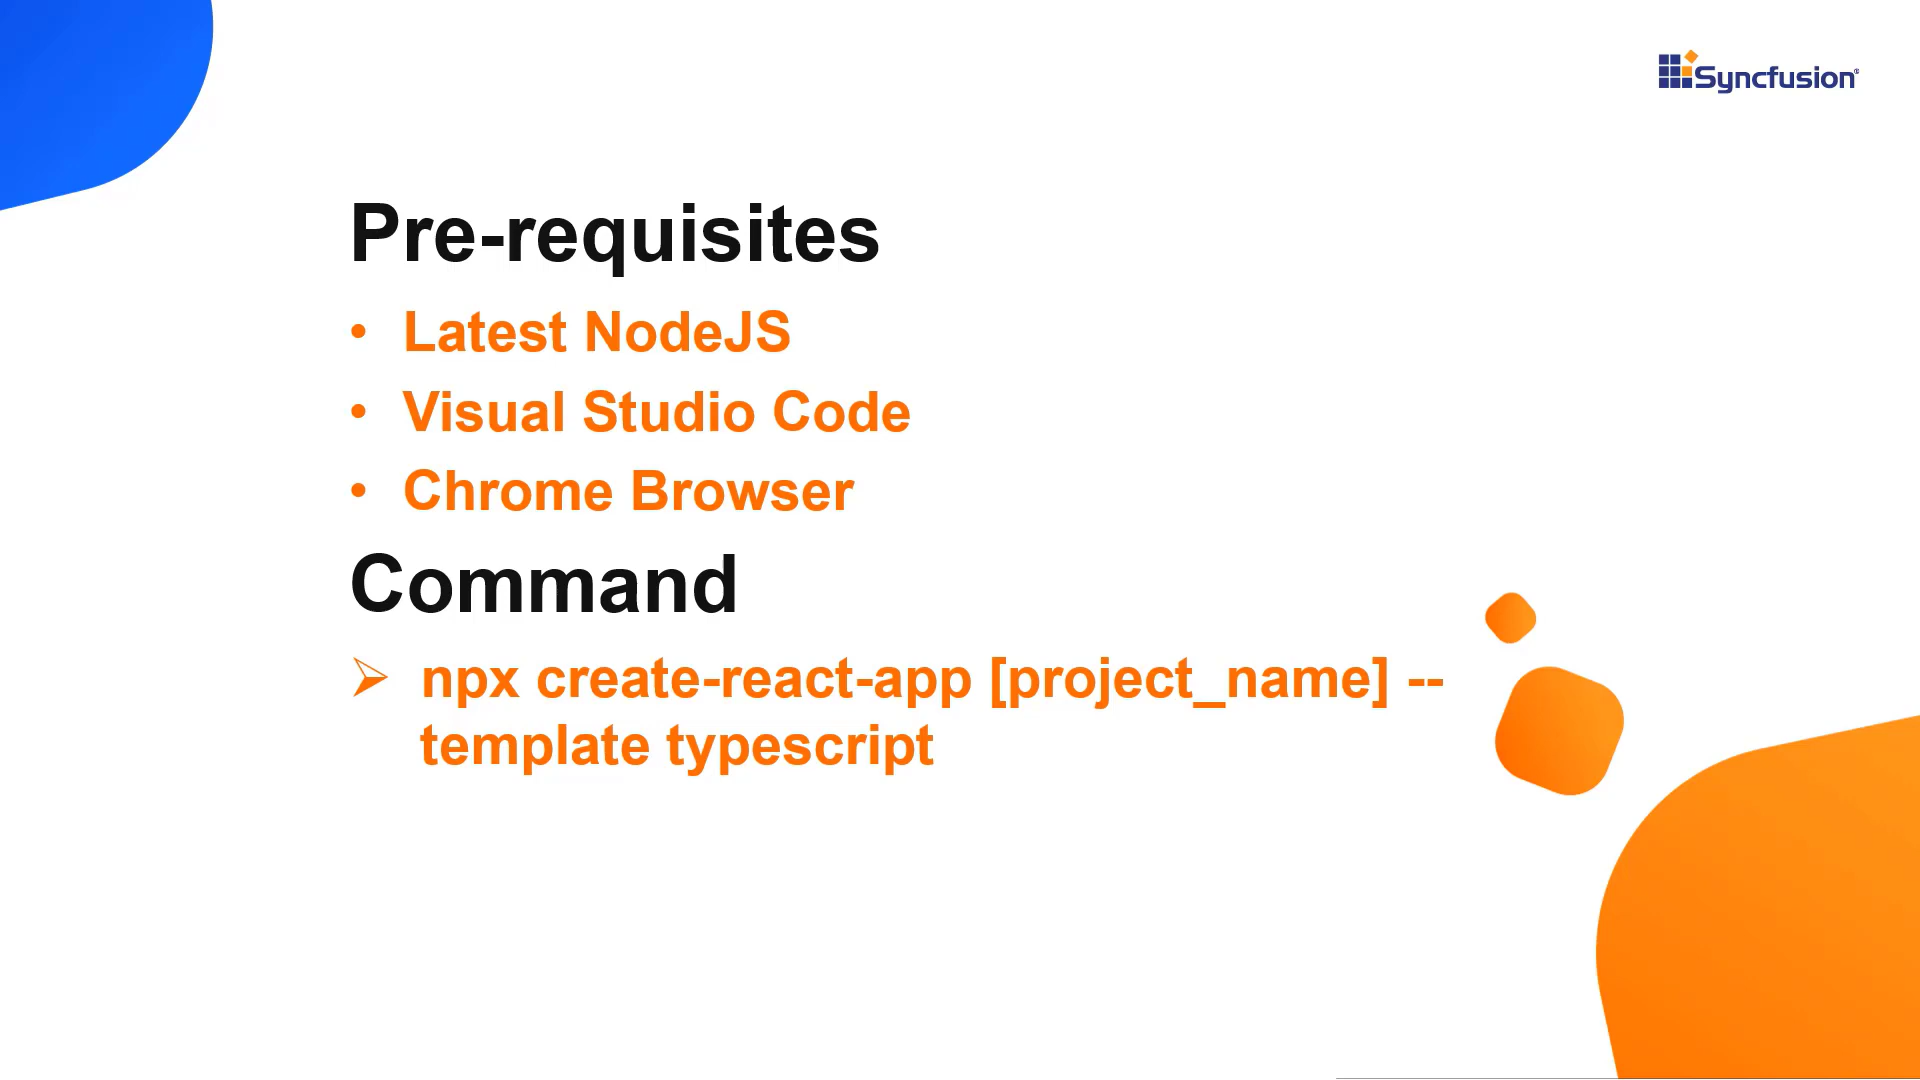 Syncfusion®
Pre-requisites
• Latest NodeJS
• Visual Studio Code
• Chrome Browser
Command
➢ npx create-react-app [project_name] --
template typescript